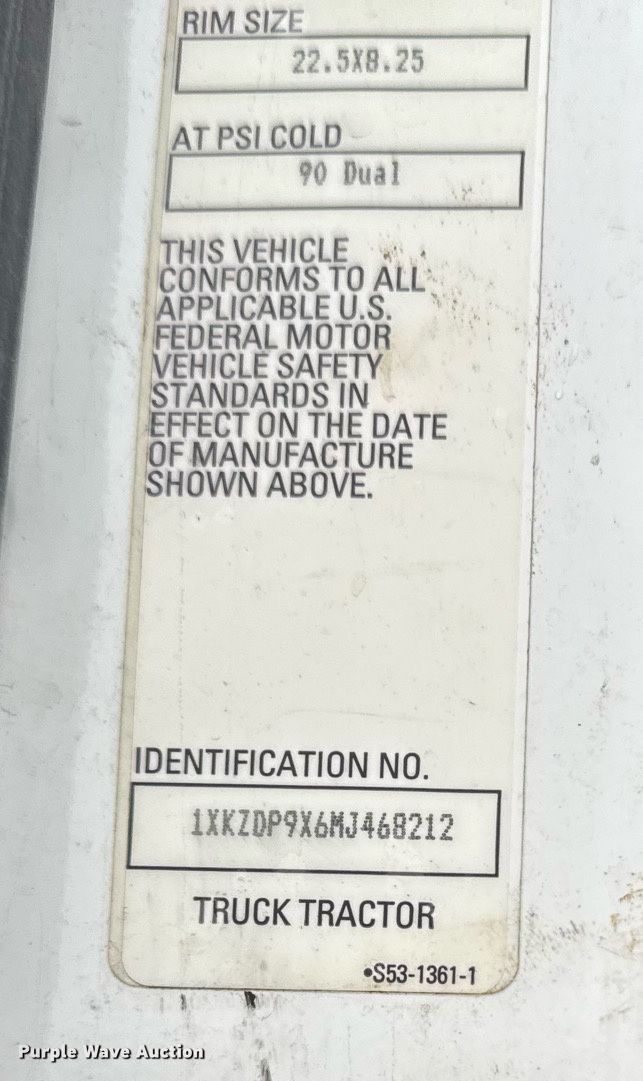 RIM SIZE
22.5X8.25
AT PSI COLD
90 Dual
THIS VEHICLE
CONFORMS TO ALL
APPLICABLE U.S.
FEDERAL MOTOR
VEHICLE SAFETY
STANDARDS IN
EFFECT ON THE DATE
OF MANUFACTURE
SHOWN ABOVE.
IDENTIFICATION NO.
1XKZDP9X6MJ468212
TRUCK TRACTOR
•S53-1361-1
Purple Wave Auction